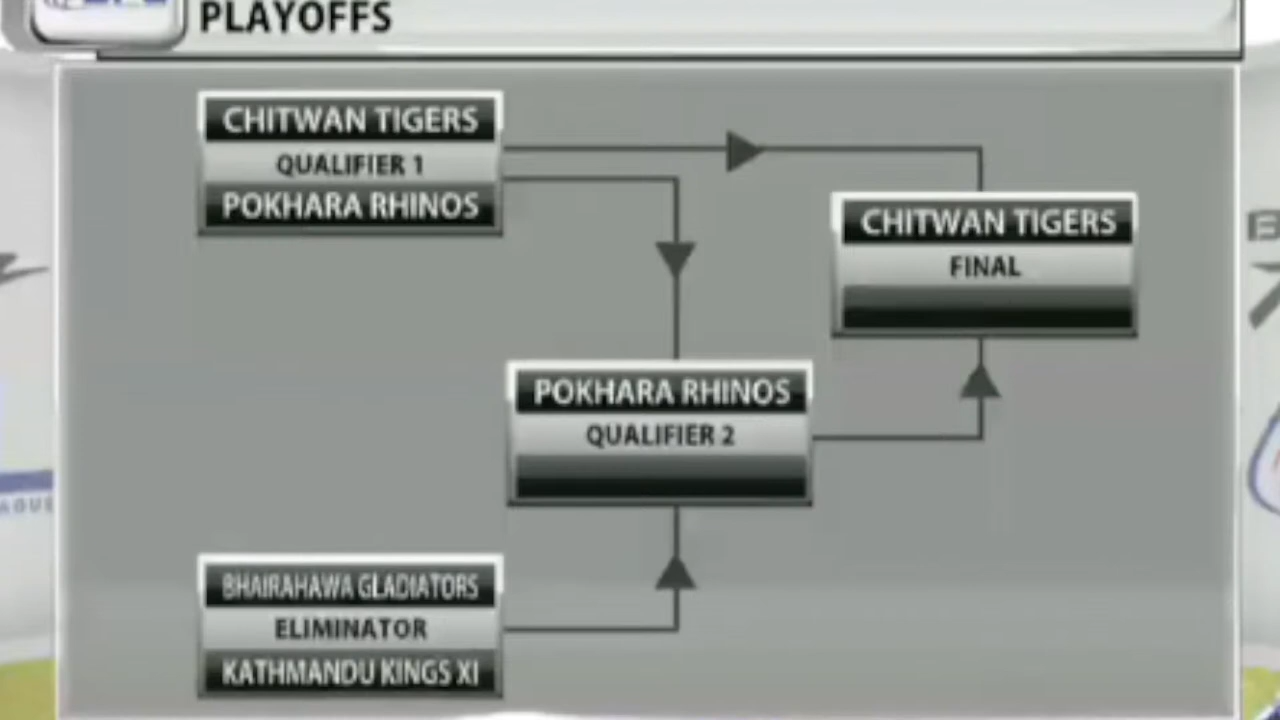 PLAYOFFS
CHITWAN TIGERS
QUALIFIER 1
POKHARA RHINOS
CHITWAN TIGERS
FINAL
POKHARA RHINOS
QUALIFIER 2
BHAIRAHAWA GLADIATORS
ELIMINATOR
KATHMANDU KINGS XI